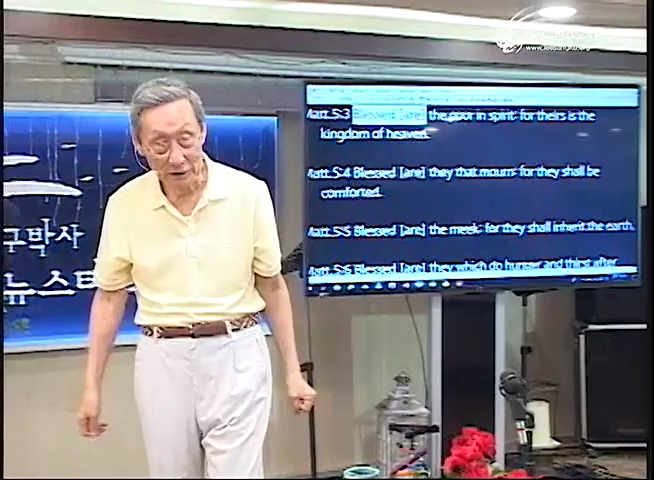 Matt.5:3 Blessed [are] the poor in spirit: for theirs is the
kingdom of heaven.
Matt.5:4 Blessed [are] they that mourn: for they shall be
comforted.
Matt.5:5 Blessed [are] the meek: for they shall inherit the earth.
Matt.5:6 Blessed [are] they which do hunger and thirst after
구박사
뉴스타